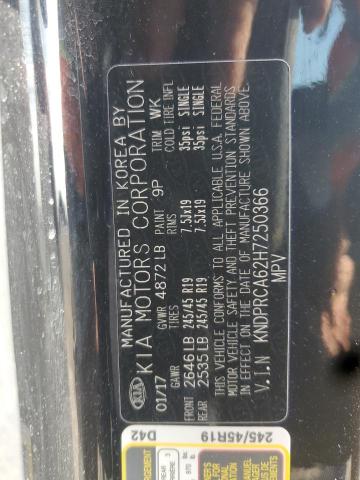 MANUFACTURED IN KOREA BY
KIA KIA MOTORS CORPORATION
01/17 GVWR 4872 LB PAINT 9P TRIM WK
GAWR RIMS COLD TIRE INFL
FRONT 2646 LB 245/45 R19 7.5Jx19 35psi SINGLE
REAR 2535 LB 245/45 R19 7.5Jx19 35psi SINGLE
THIS VEHICLE CONFORMS TO ALL APPLICABLE U.S.A. FEDERAL
MOTOR VEHICLE SAFETY AND THEFT PREVENTION STANDARDS
IN EFFECT ON THE DATE OF MANUFACTURE SHOWN ABOVE
V.I.N KNDPRCA62H7250366
MPV
D42
245/45R19